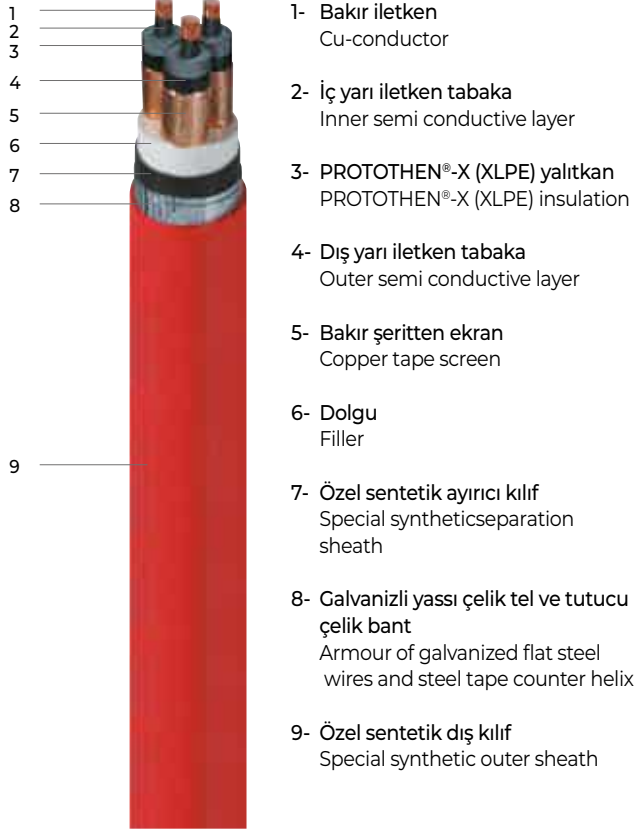 1
2
3
4
5
6
7
8
9
1- Bakır iletken
Cu-conductor
2- İç yarı iletken tabaka
Inner semi conductive layer
3- PROTOTHEN®-X (XLPE) yalıtkan
PROTOTHEN®-X (XLPE) insulation
4- Dış yarı iletken tabaka
Outer semi conductive layer
5- Bakır şeritten ekran
Copper tape screen
6- Dolgu
Filler
7- Özel sentetik ayırıcı kılıf
Special syntheticseparation
sheath
8- Galvanizli yassı çelik tel ve tutucu
çelik bant
Armour of galvanized flat steel
wires and steel tape counter helix
9- Özel sentetik dış kılıf
Special synthetic outer sheath